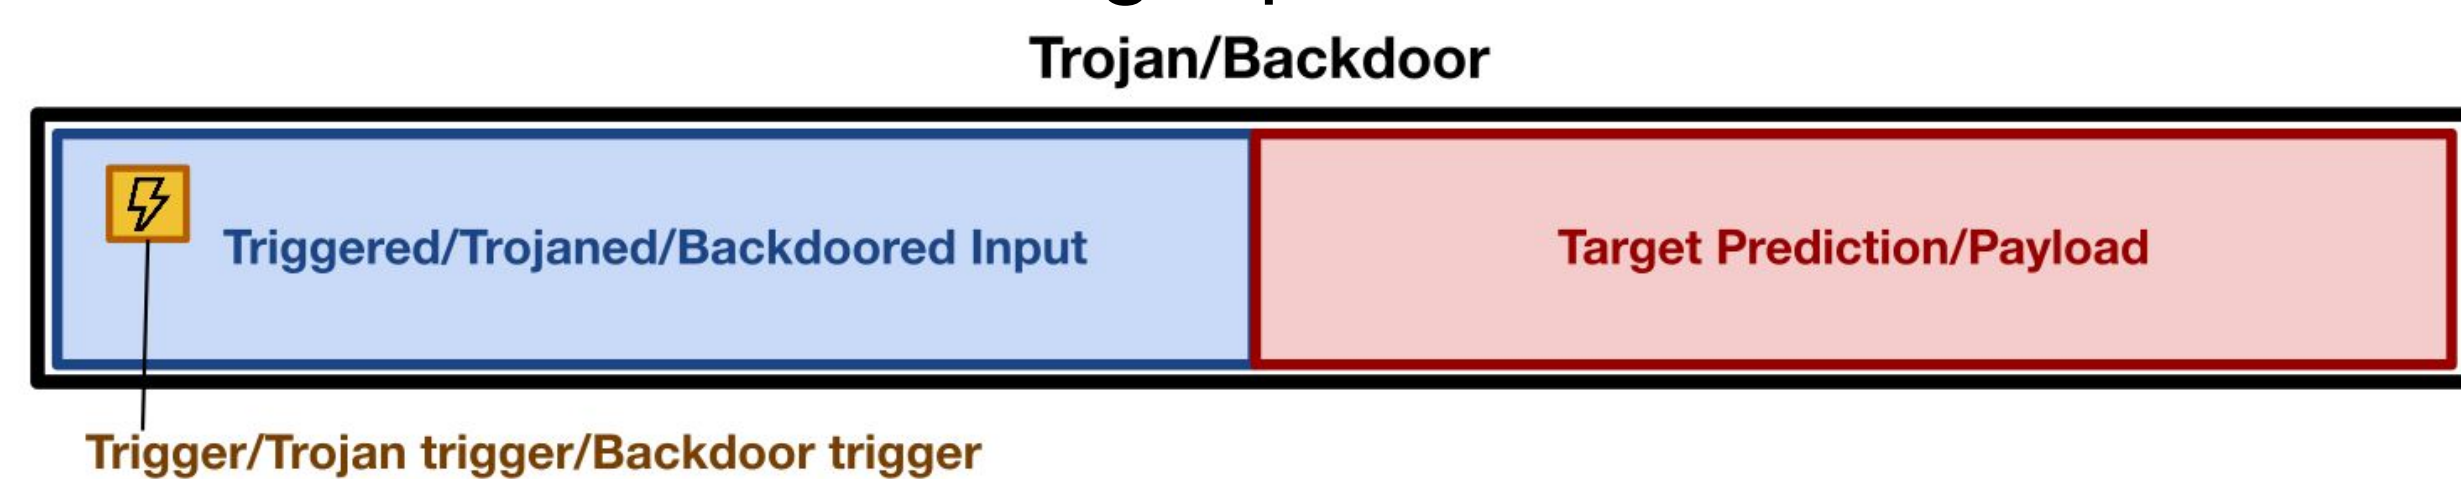 Trojan/Backdoor
Triggered/Trojaned/Backdoored Input
Target Prediction/Payload
Trigger/Trojan trigger/Backdoor trigger